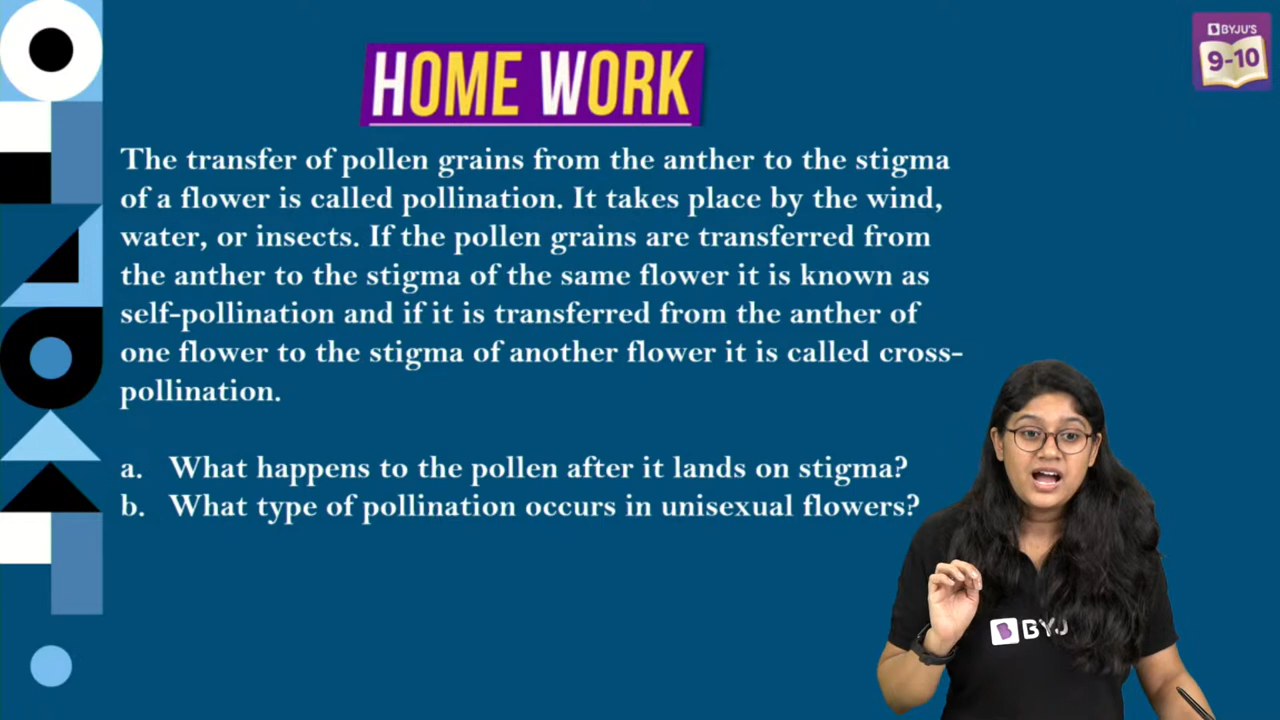 BYJU'S
9-10
HOME WORK
The transfer of pollen grains from the anther to the stigma
of a flower is called pollination. It takes place by the wind,
water, or insects. If the pollen grains are transferred from
the anther to the stigma of the same flower it is known as
self-pollination and if it is transferred from the anther of
one flower to the stigma of another flower it is called cross-
pollination.
a. What happens to the pollen after it lands on stigma?
b. What type of pollination occurs in unisexual flowers?
BYJ